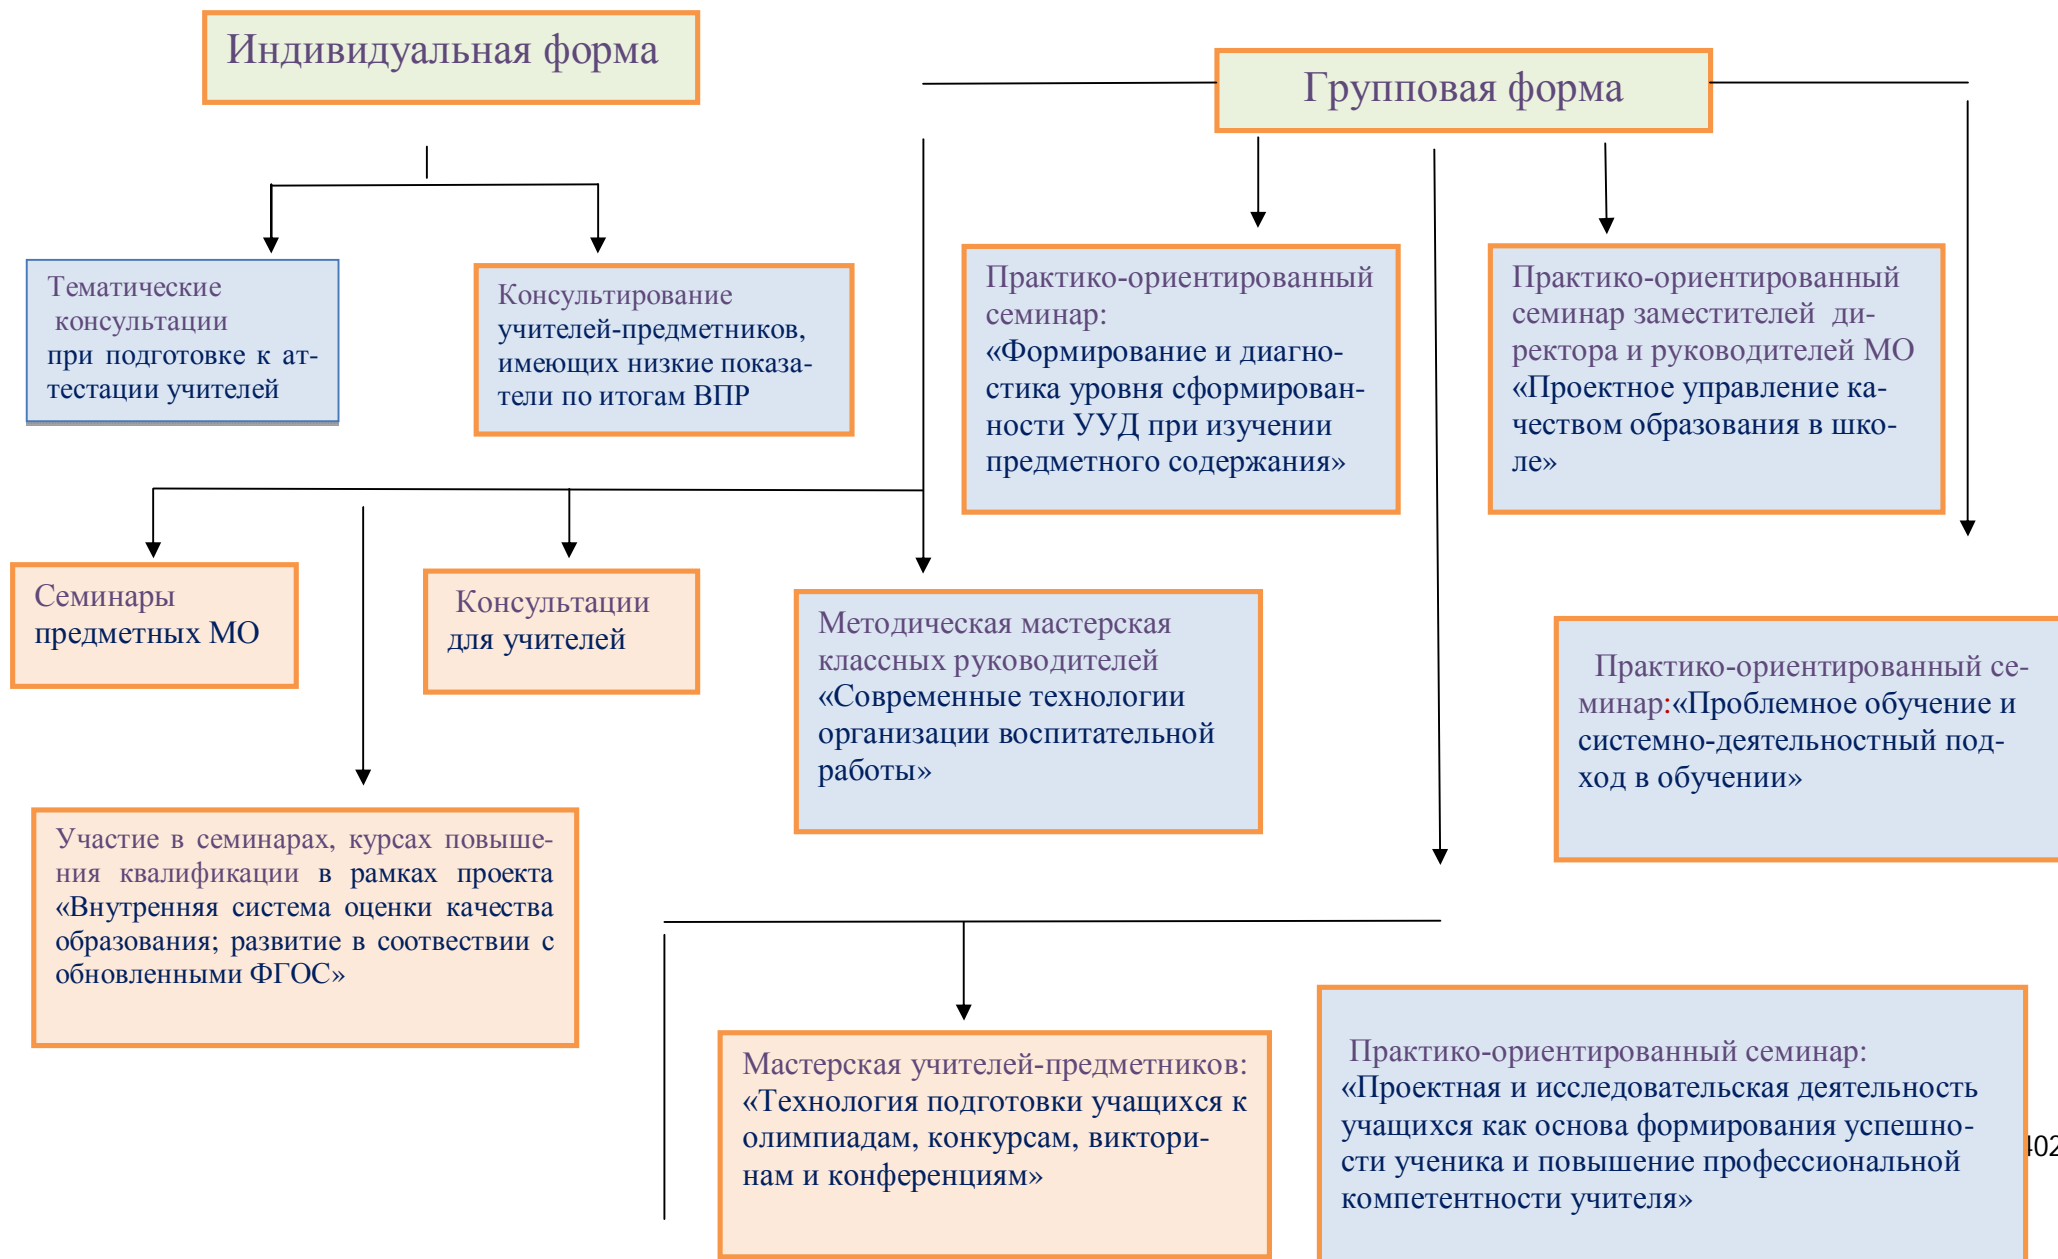 Индивидуальная форма
Групповая форма
Тематические
консультации
при подготовке к ат-
тестации учителей
Консультирование
учителей-предметников,
имеющих низкие показа-
тели по итогам ВПР
Практико-ориентированный
семинар:
«Формирование и диагно-
стика уровня сформирован-
ности УУД при изучении
предметного содержания»
Практико-ориентированный
семинар заместителей ди-
ректора и руководителей МО
«Проектное управление ка-
чеством образования в шко-
ле»
Семинары
предметных МО
Консультации
для учителей
Методическая мастерская
классных руководителей
«Современные технологии
организации воспитательной
работы»
Практико-ориентированный се-
минар:«Проблемное обучение и
системно-деятельностный под-
ход в обучении»
Участие в семинарах, курсах повыше-
ния квалификации в рамках проекта
«Внутренняя система оценки качества
образования; развитие в соотвествии с
обновленными ФГОС»
Мастерская учителей-предметников:
«Технология подготовки учащихся к
олимпиадам, конкурсам, виктори-
нам и конференциям»
Практико-ориентированный семинар:
«Проектная и исследовательская деятельность
учащихся как основа формирования успешно-
сти ученика и повышение профессиональной
компетентности учителя»